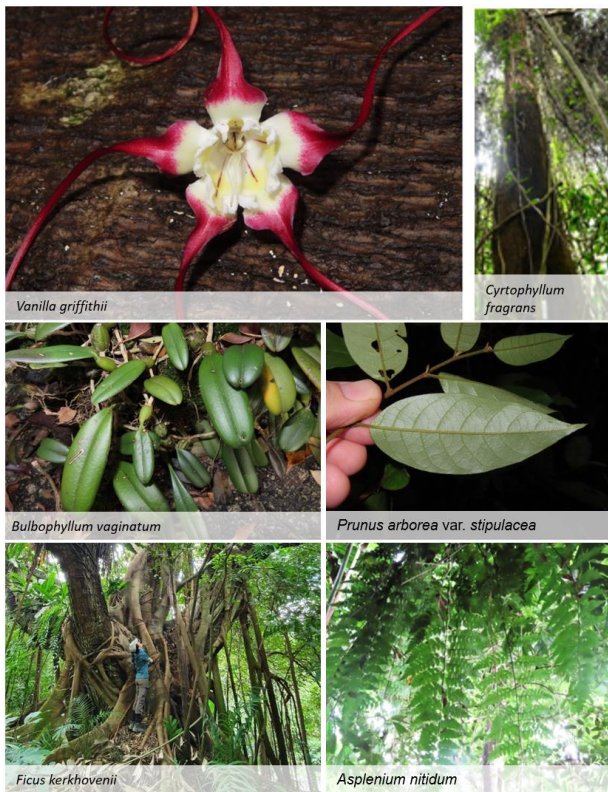 Vanilla griffithii
Cyrtophyllum
fragrans
Bulbophyllum vaginatum
Prunus arborea var. stipulacea
Ficus kerkhovenii
Asplenium nitidum